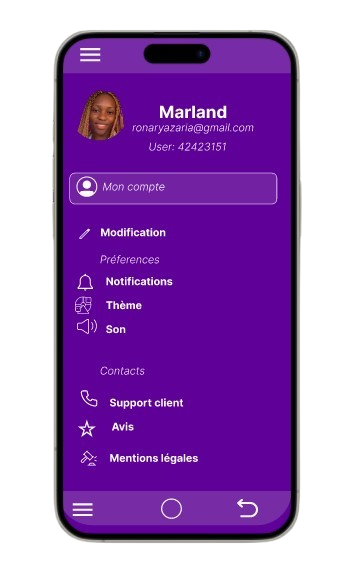 Marland
ronaryazaria@gmail.com
User: 42423151
Mon compte
Modification
Préferences
Notifications
Thème
Son
Contacts
Support client
Avis
Mentions légales